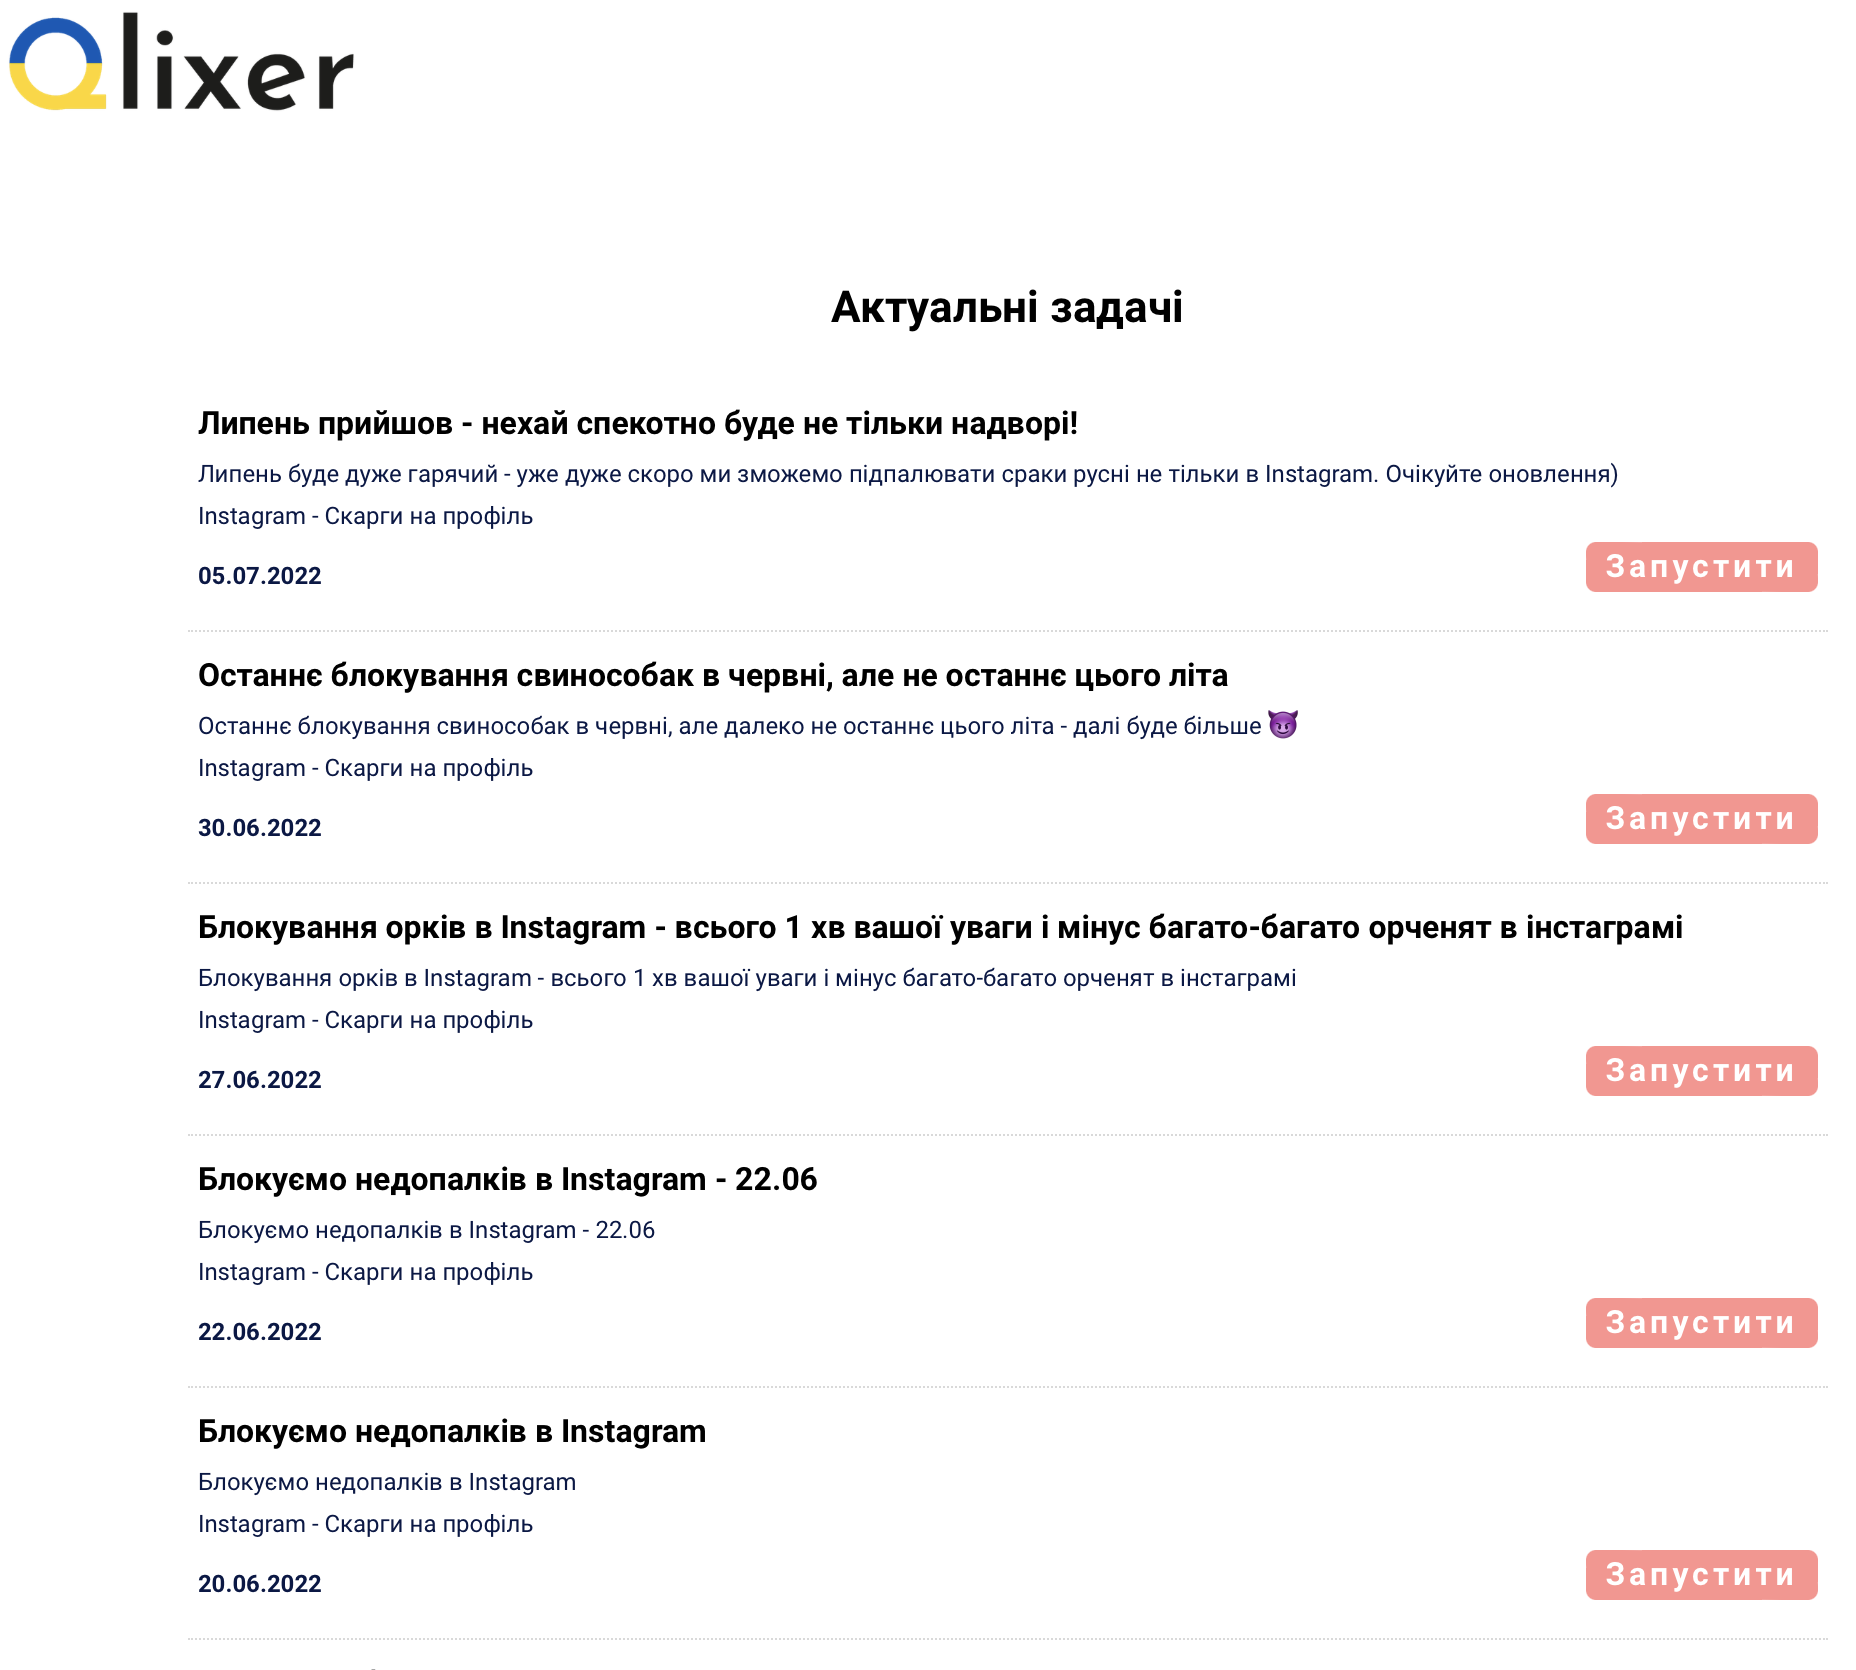 Qlixer
Актуальні задачі
Липень прийшов - нехай спекотно буде не тільки надворі!
Липень буде дуже гарячий - уже дуже скоро ми зможемо підпалювати сраки русні не тільки в Instagram. Очікуйте оновлення)
Instagram - Скарги на профіль
05.07.2022
Запустити
Останнє блокування свинособак в червні, але не останнє цього літа
Останнє блокування свинособак в червні, але далеко не останнє цього літа - далі буде більше 😈
Instagram - Скарги на профіль
30.06.2022
Запустити
Блокування орків в Instagram - всього 1 хв вашої уваги і мінус багато-багато орченят в інстаграмі
Блокування орків в Instagram - всього 1 хв вашої уваги і мінус багато-багато орченят в інстаграмі
Instagram - Скарги на профіль
27.06.2022
Запустити
Блокуємо недопалків в Instagram - 22.06
Блокуємо недопалків в Instagram - 22.06
Instagram - Скарги на профіль
22.06.2022
Запустити
Блокуємо недопалків в Instagram
Блокуємо недопалків в Instagram
Instagram - Скарги на профіль
20.06.2022
Запустити